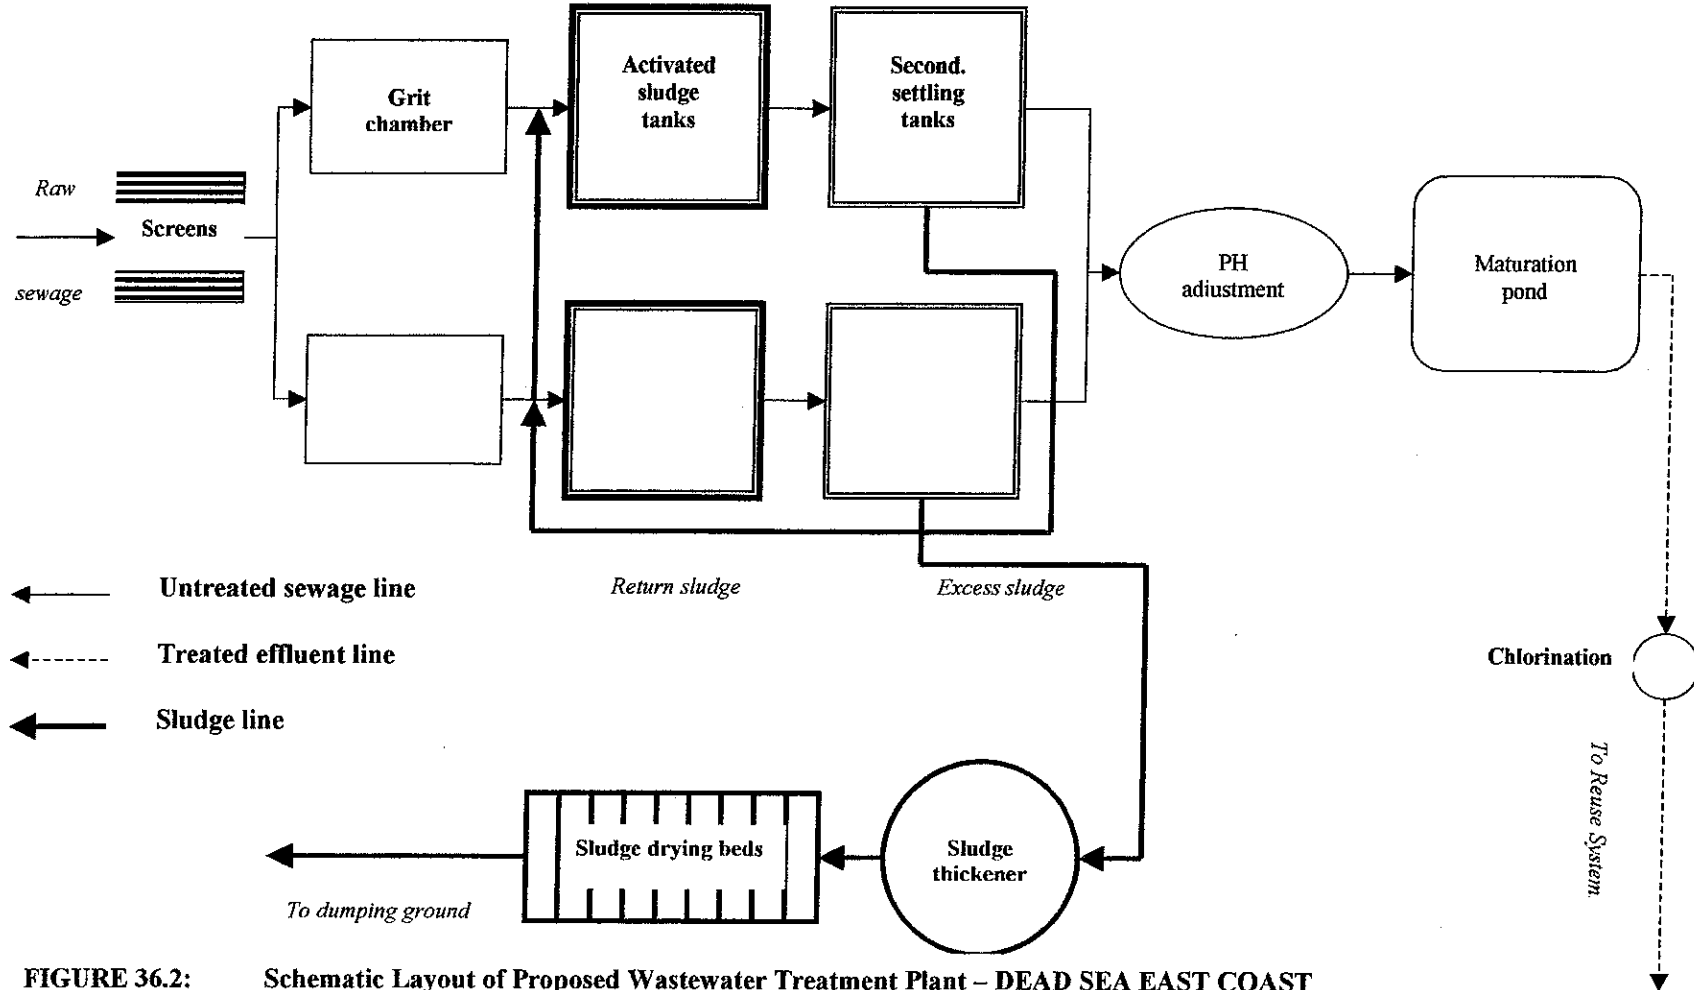 Grit
chamber
Activated
sludge
tanks
Second.
settling
tanks
Raw
Screens
sewage
PH
adiustment
Maturation
pond
Untreated sewage line
Return sludge
Excess sludge
Treated effluent line
Chlorination
Sludge line
To Reuse System
Sludge drying beds
Sludge
thickener
To dumping ground
FIGURE 36.2: Schematic Layout of Proposed Wastewater Treatment Plant – DEAD SEA EAST COAST